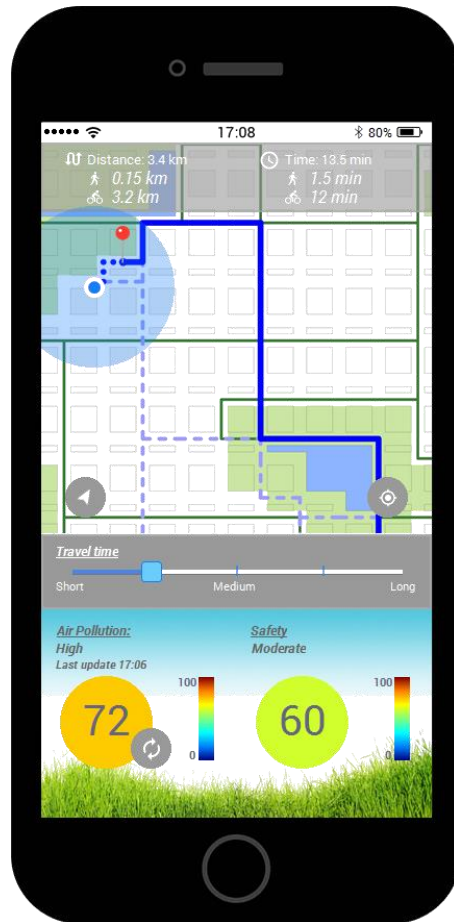 17:08
80%
Distance: 3.4 km
Time: 13.5 min
0.15 km
1.5 min
3.2 km
12 min
Travel time
Short
Medium
Long
Air Pollution:
Safety
High
Moderate
Last update 17:06
100
100
72
60
0
0